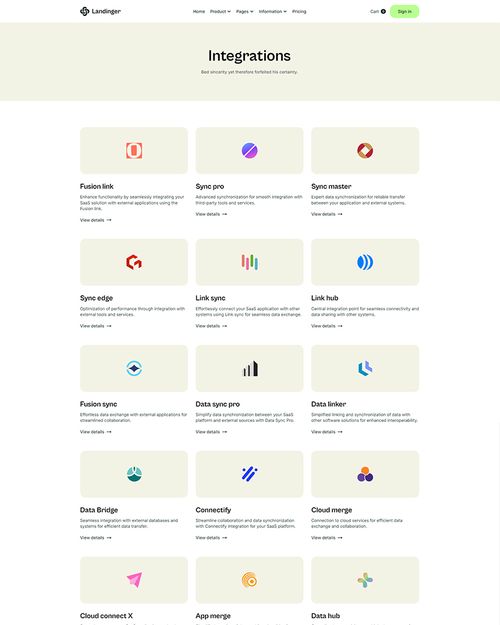 Landinger
Home Product Pages Information Pricing
Cart 0 Sign in
Integrations
Bed sincerity yet therefore forfeited his certainty.
Fusion link
Enhance functionality by seamlessly integrating your
SaaS solution with external applications using the
Fusion link.
View details →
Sync pro
Advanced synchronization for smooth integration with
third-party tools and services.
View details →
Sync master
Expert data synchronization for reliable transfer
between your application and external systems.
View details →
Sync edge
Optimization of performance through integration with
external tools and services.
View details →
Link sync
Effortlessly connect your SaaS application with other
systems using Link sync for seamless data exchange.
View details →
Link hub
Central integration point for seamless connectivity and
data sharing with other systems.
View details →
Fusion sync
Effortless data exchange with external applications for
streamlined collaboration.
View details →
Data sync pro
Simplify data synchronization between your SaaS
platform and external sources with Data Sync Pro.
View details →
Data linker
Simplified linking and synchronization of data with
other software solutions for enhanced interoperability.
View details →
Data Bridge
Seamless integration with external databases and
systems for efficient data transfer.
View details →
Connectify
Streamline collaboration and data synchronization
with Connectify integration for your SaaS platform.
View details →
Cloud merge
Connection to cloud services for efficient data
exchange and collaboration.
View details →
Cloud connect X
App merge
Data hub